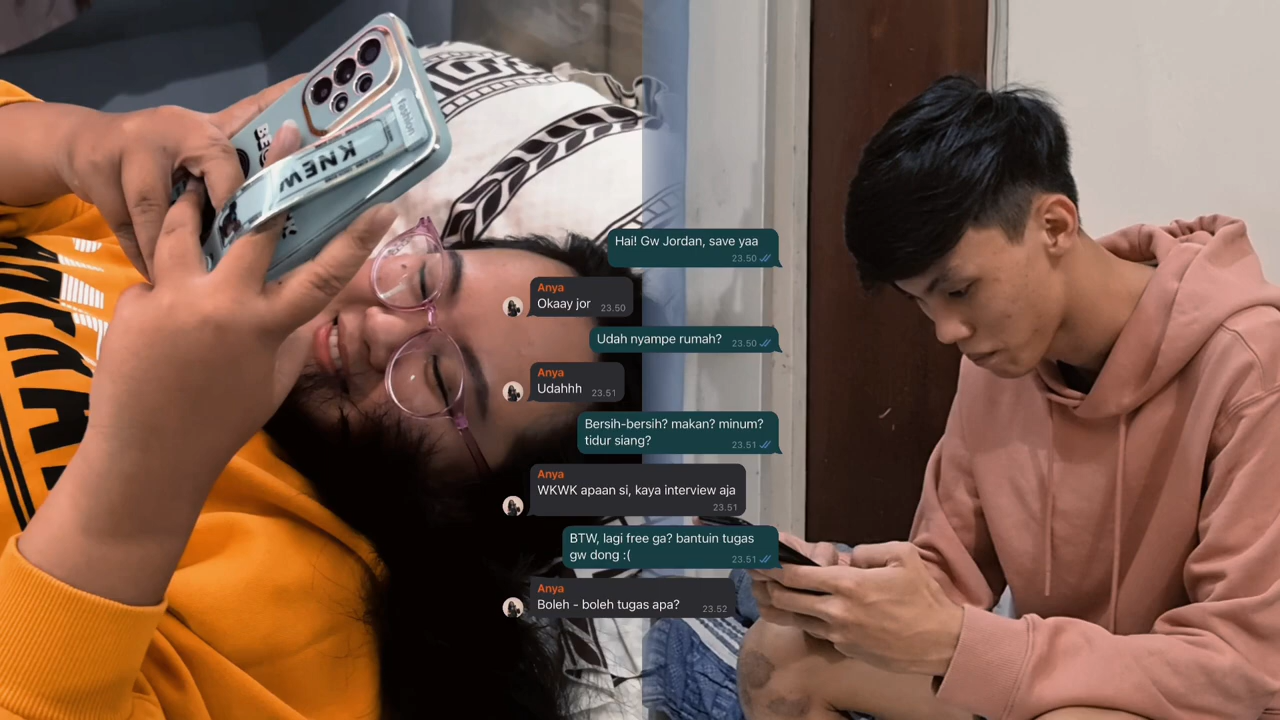 fashion
KNEW
Hai! Gw Jordan, save yaa
23.50
Anya
Okaay jor
23.50
Udah nyampe rumah?
23.50
Anya
Udahhh
23.51
Bersih-bersih? makan? minum?
tidur siang?
23.51
Anya
WKWK apaan si, kaya interview aja
23.51
BTW, lagi free ga? bantuin tugas
gw dong :(
23.51
Anya
Boleh - boleh tugas apa?
23.52